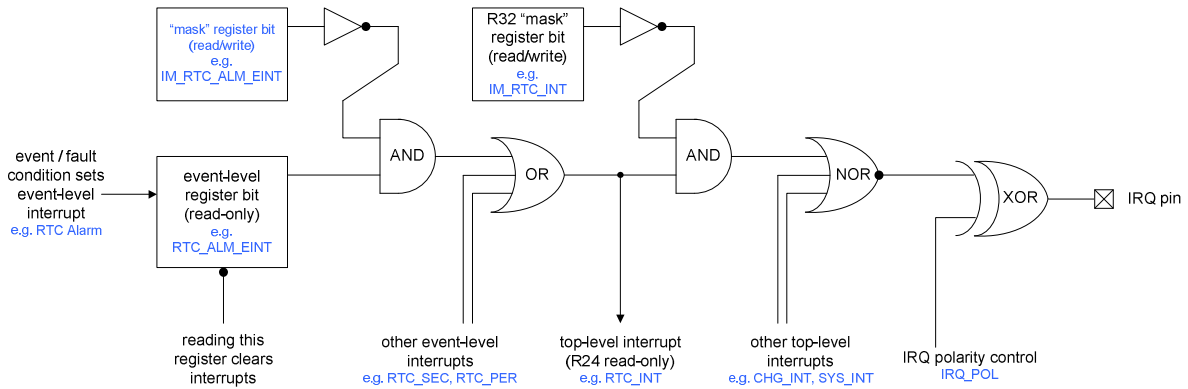 “mask” register bit
(read/write)
e.g.
IM_RTC_ALM_EINT
R32 “mask”
register bit
(read/write)
e.g.
IM_RTC_INT
event / fault
condition sets
event-level
interrupt
e.g. RTC Alarm
event-level
register bit
(read-only)
e.g.
RTC_ALM_EINT
AND
OR
AND
NOR
XOR
IRQ pin
reading this
register clears
interrupts
other event-level
interrupts
e.g. RTC_SEC, RTC_PER
top-level interrupt
(R24 read-only)
e.g. RTC_INT
other top-level
interrupts
e.g. CHG_INT, SYS_INT
IRQ polarity control
IRQ_POL